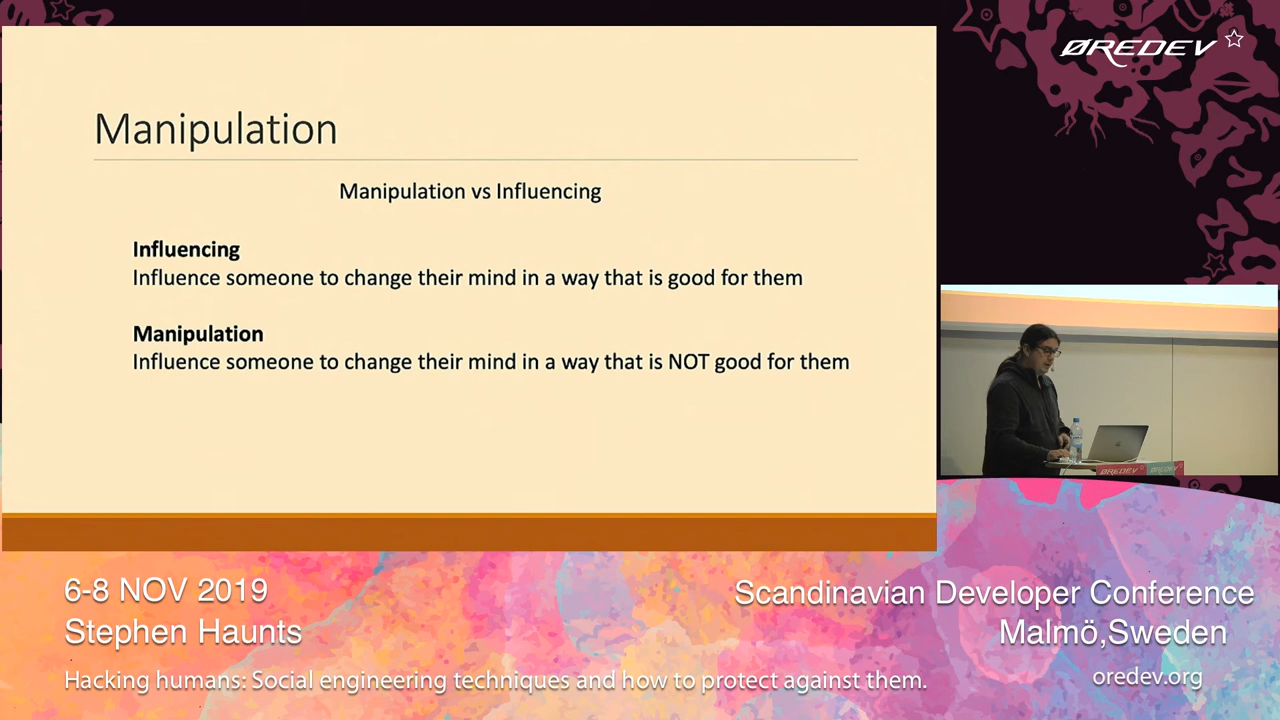 ØREDEV
Manipulation
Manipulation vs Influencing
Influencing
Influence someone to change their mind in a way that is good for them
Manipulation
Influence someone to change their mind in a way that is NOT good for them
ØREDEV
ØREDEV
6-8 NOV 2019
Stephen Haunts
Hacking humans: Social engineering techniques and how to protect against them.
Scandinavian Developer Conference
Malmö,Sweden
oredev.org